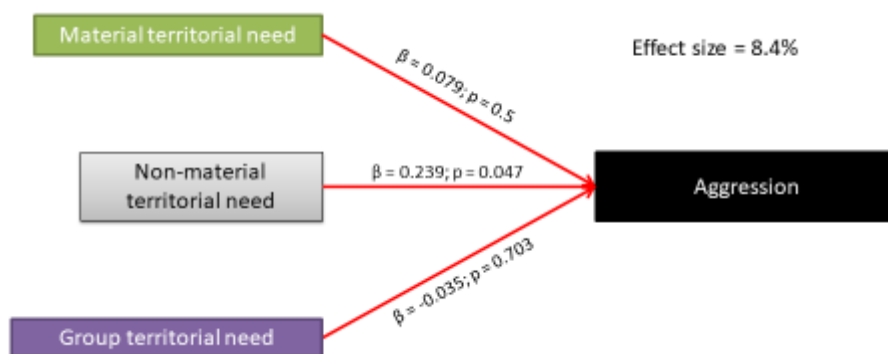 Material territorial need
Effect size = 8.4%
β = 0.079; p = 0.5
Non-material
territorial need
β = 0.239; p = 0.047
Aggression
β = -0.035; p = 0.703
Group territorial need